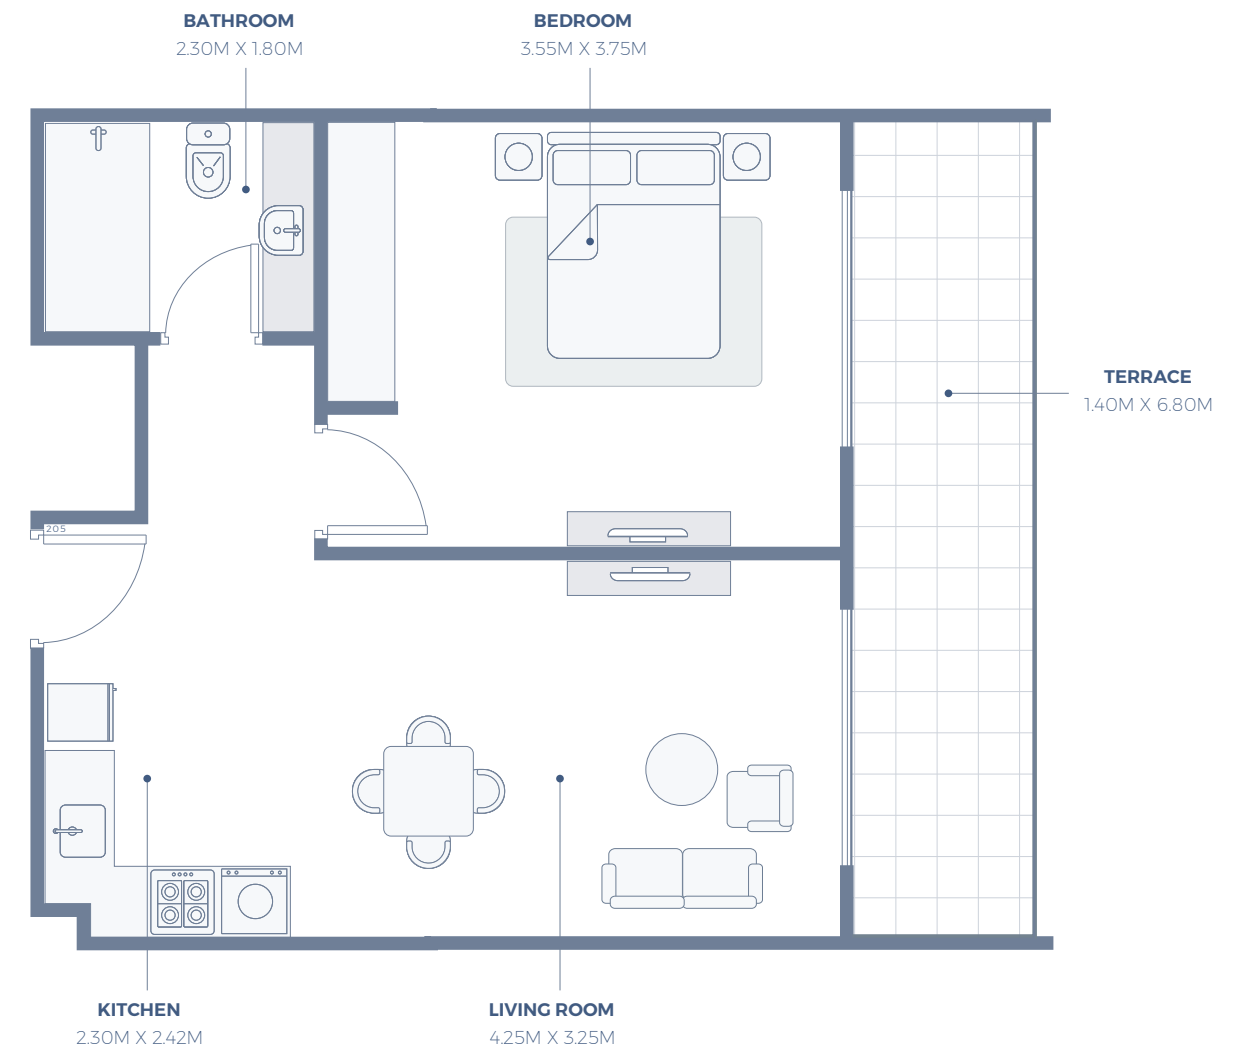 BATHROOM
2.30M X 1.80M
BEDROOM
3.55M X 3.75M
TERRACE
1.40M X 6.80M
205
KITCHEN
2.30M X 2.42M
LIVING ROOM
4.25M X 3.25M